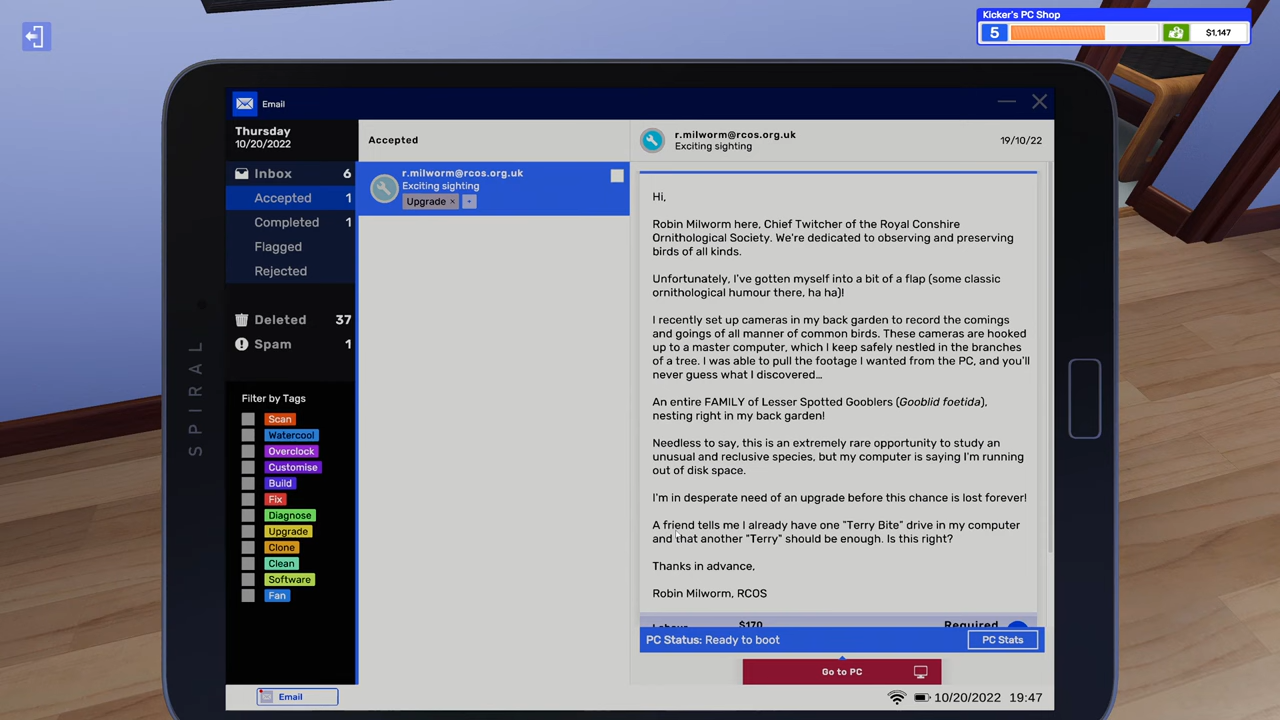 Kicker's PC Shop
5
$1,147
Email
Thursday
10/20/2022
Inbox 6
Accepted 1
Completed 1
Flagged
Rejected
Deleted 37
Spam 1
Filter by Tags
Scan
Watercool
Overclock
Customise
Build
Fix
Diagnose
Upgrade
Clone
Clean
Software
Fan
Accepted
r.milworm@rcos.org.uk
Exciting sighting
Upgrade ×
r.milworm@rcos.org.uk
Exciting sighting
19/10/22
Hi,
Robin Milworm here, Chief Twitcher of the Royal Conshire
Ornithological Society. We're dedicated to observing and preserving
birds of all kinds.
Unfortunately, I've gotten myself into a bit of a flap (some classic
ornithological humour there, ha ha)!
I recently set up cameras in my back garden to record the comings
and goings of all manner of common birds. These cameras are hooked
up to a master computer, which I keep safely nestled in the branches
of a tree. I was able to pull the footage I wanted from the PC, and you'll
never guess what I discovered...
An entire FAMILY of Lesser Spotted Gooblers (Gooblid foetida),
nesting right in my back garden!
Needless to say, this is an extremely rare opportunity to study an
unusual and reclusive species, but my computer is saying I'm running
out of disk space.
I'm in desperate need of an upgrade before this chance is lost forever!
A friend tells me I already have one "Terry Bite" drive in my computer
and that another "Terry" should be enough. Is this right?
Thanks in advance,
Robin Milworm, RCOS
Labour $170 Required
PC Status: Ready to boot
PC Stats
Go to PC
SPIRAL
Email
10/20/2022 19:47